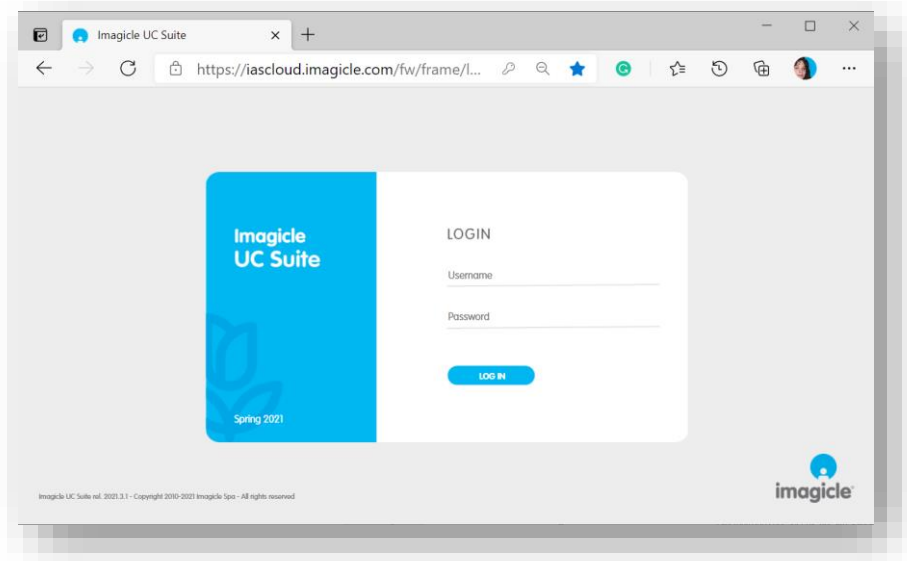 Imagicle UC Suite
https://iascloud.imagicle.com/fw/frame/l...
Imagicle
UC Suite
Spring 2021
LOGIN
Username
Password
LOG IN
Imagicle UC Suite rel. 2021.3.1 - Copyright 2010-2021 Imagicle Spa - All rights reserved
imagicle